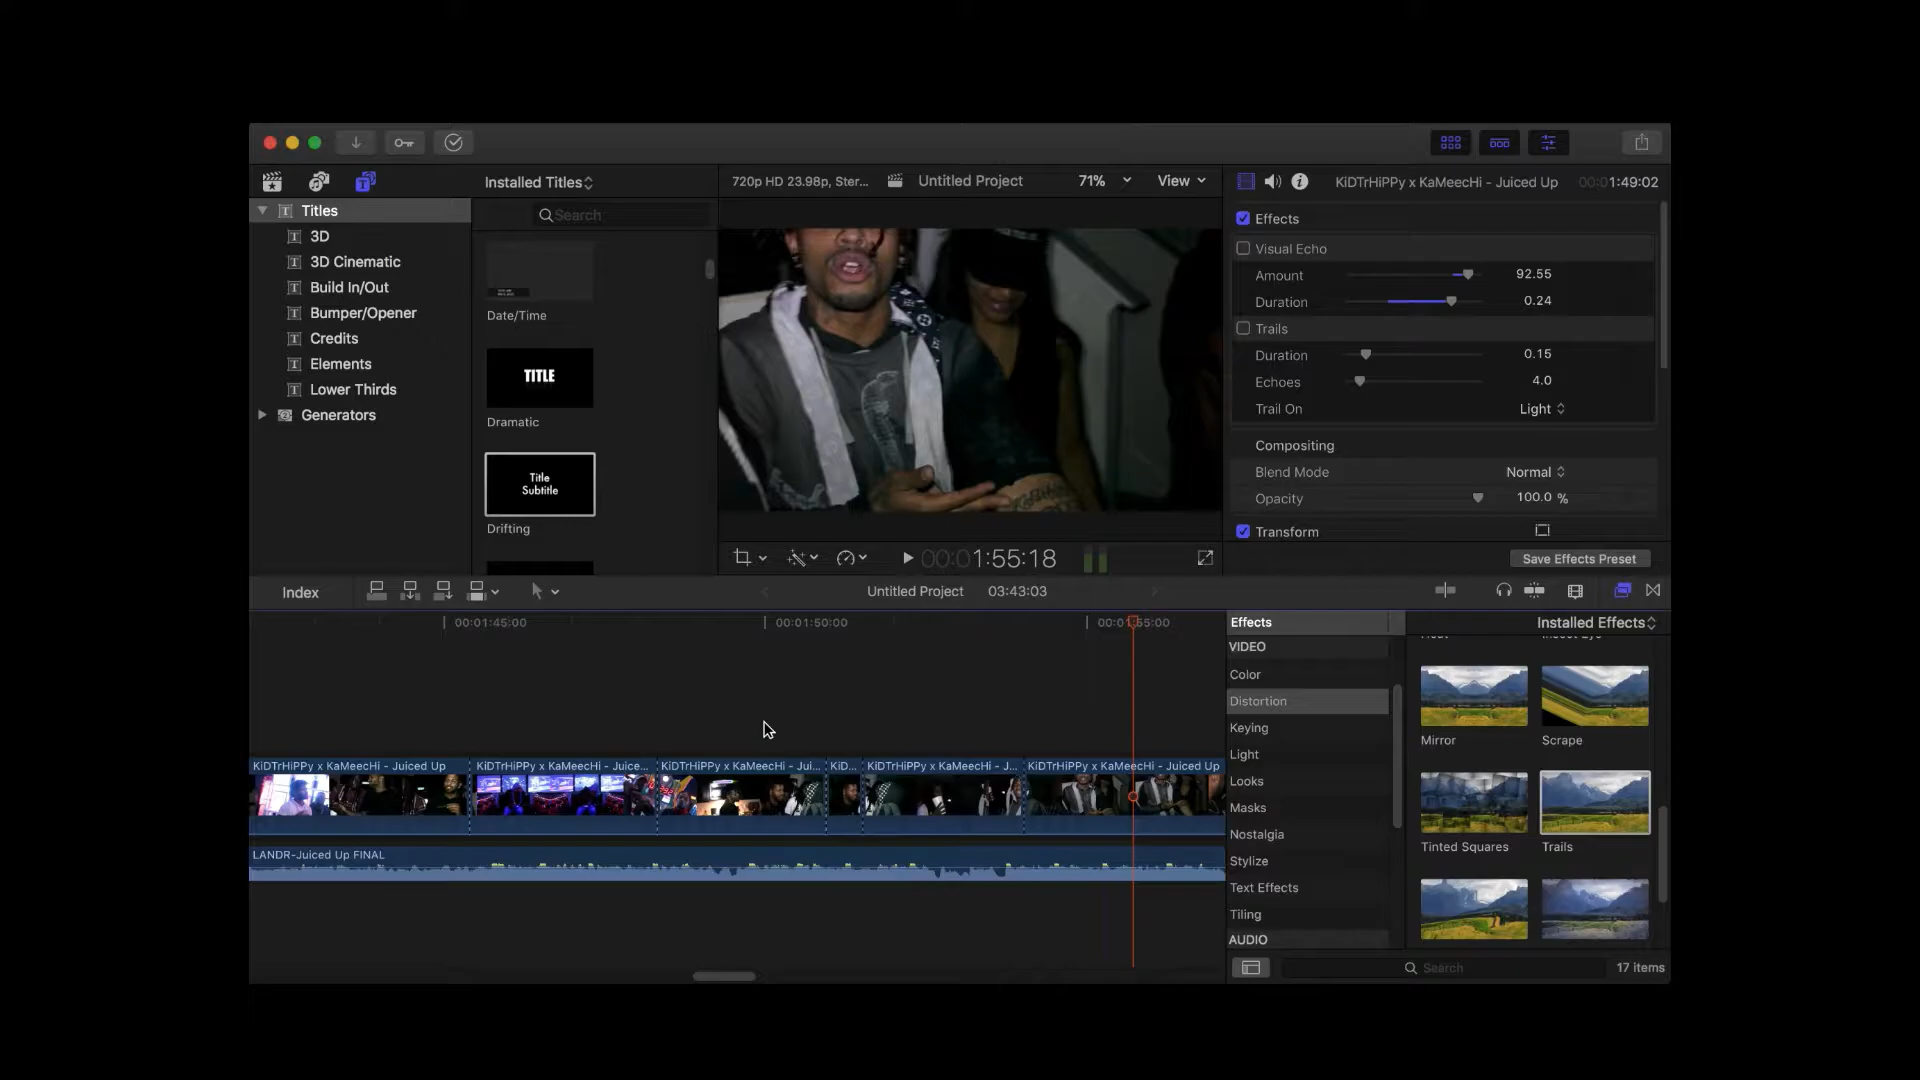 Installed Titles
720p HD 23.98p, Ster...
Untitled Project
71%
View
KiDTrHiPPy x KaMeecHi - Juiced Up
00:01:49:02
Titles
3D
3D Cinematic
Build In/Out
Bumper/Opener
Credits
Elements
Lower Thirds
Generators
Search
Date/Time
TITLE
Dramatic
Title
Subtitle
Drifting
00:01:55:18
Effects
Visual Echo
Amount 92.55
Duration 0.24
Trails
Duration 0.15
Echoes 4.0
Trail On Light
Compositing
Blend Mode Normal
Opacity 100.0 %
Transform
Save Effects Preset
Index
Untitled Project
03:43:03
00:01:45:00
00:01:50:00
00:01:55:00
KiDTrHiPPy x KaMeecHi - Juiced Up
KiDTrHiPPy x KaMeecHi - Juice...
KiDTrHiPPy x KaMeecHi - Jui...
KiD...
KiDTrHiPPy x KaMeecHi - J...
KiDTrHiPPy x KaMeecHi - Juiced Up
LANDR-Juiced Up FINAL
Effects
Installed Effects
VIDEO
Color
Distortion
Keying
Light
Looks
Masks
Nostalgia
Stylize
Text Effects
Tiling
AUDIO
Mirror
Scrape
Tinted Squares
Trails
Search
17 items